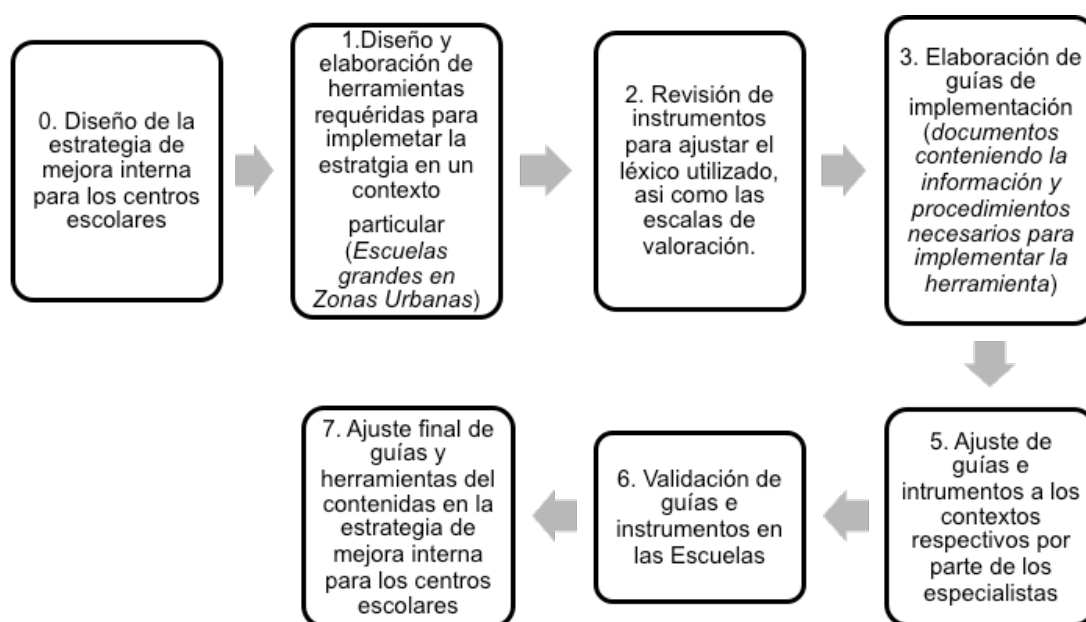 0. Diseño de la
estrategia de
mejora interna
para los centros
escolares
1.Diseño y
elaboración de
herramientas
requéridas para
implemetar la
estratgia en un
contexto
particular
(Escuelas
grandes en
Zonas Urbanas)
2. Revisión de
instrumentos
para ajustar el
léxico utilizado,
asi como las
escalas de
valoración.
3. Elaboración de
guías de
implementación
(documentos
conteniendo la
información y
procedimientos
necesarios para
implementar la
herramienta)
5. Ajuste de
guías e
intrumentos a los
contextos
respectivos por
parte de los
especialistas
6. Validación de
guías e
instrumentos en
las Escuelas
7. Ajuste final de
guías y
herramientas del
contenidas en la
estrategia de
mejora interna
para los centros
escolares